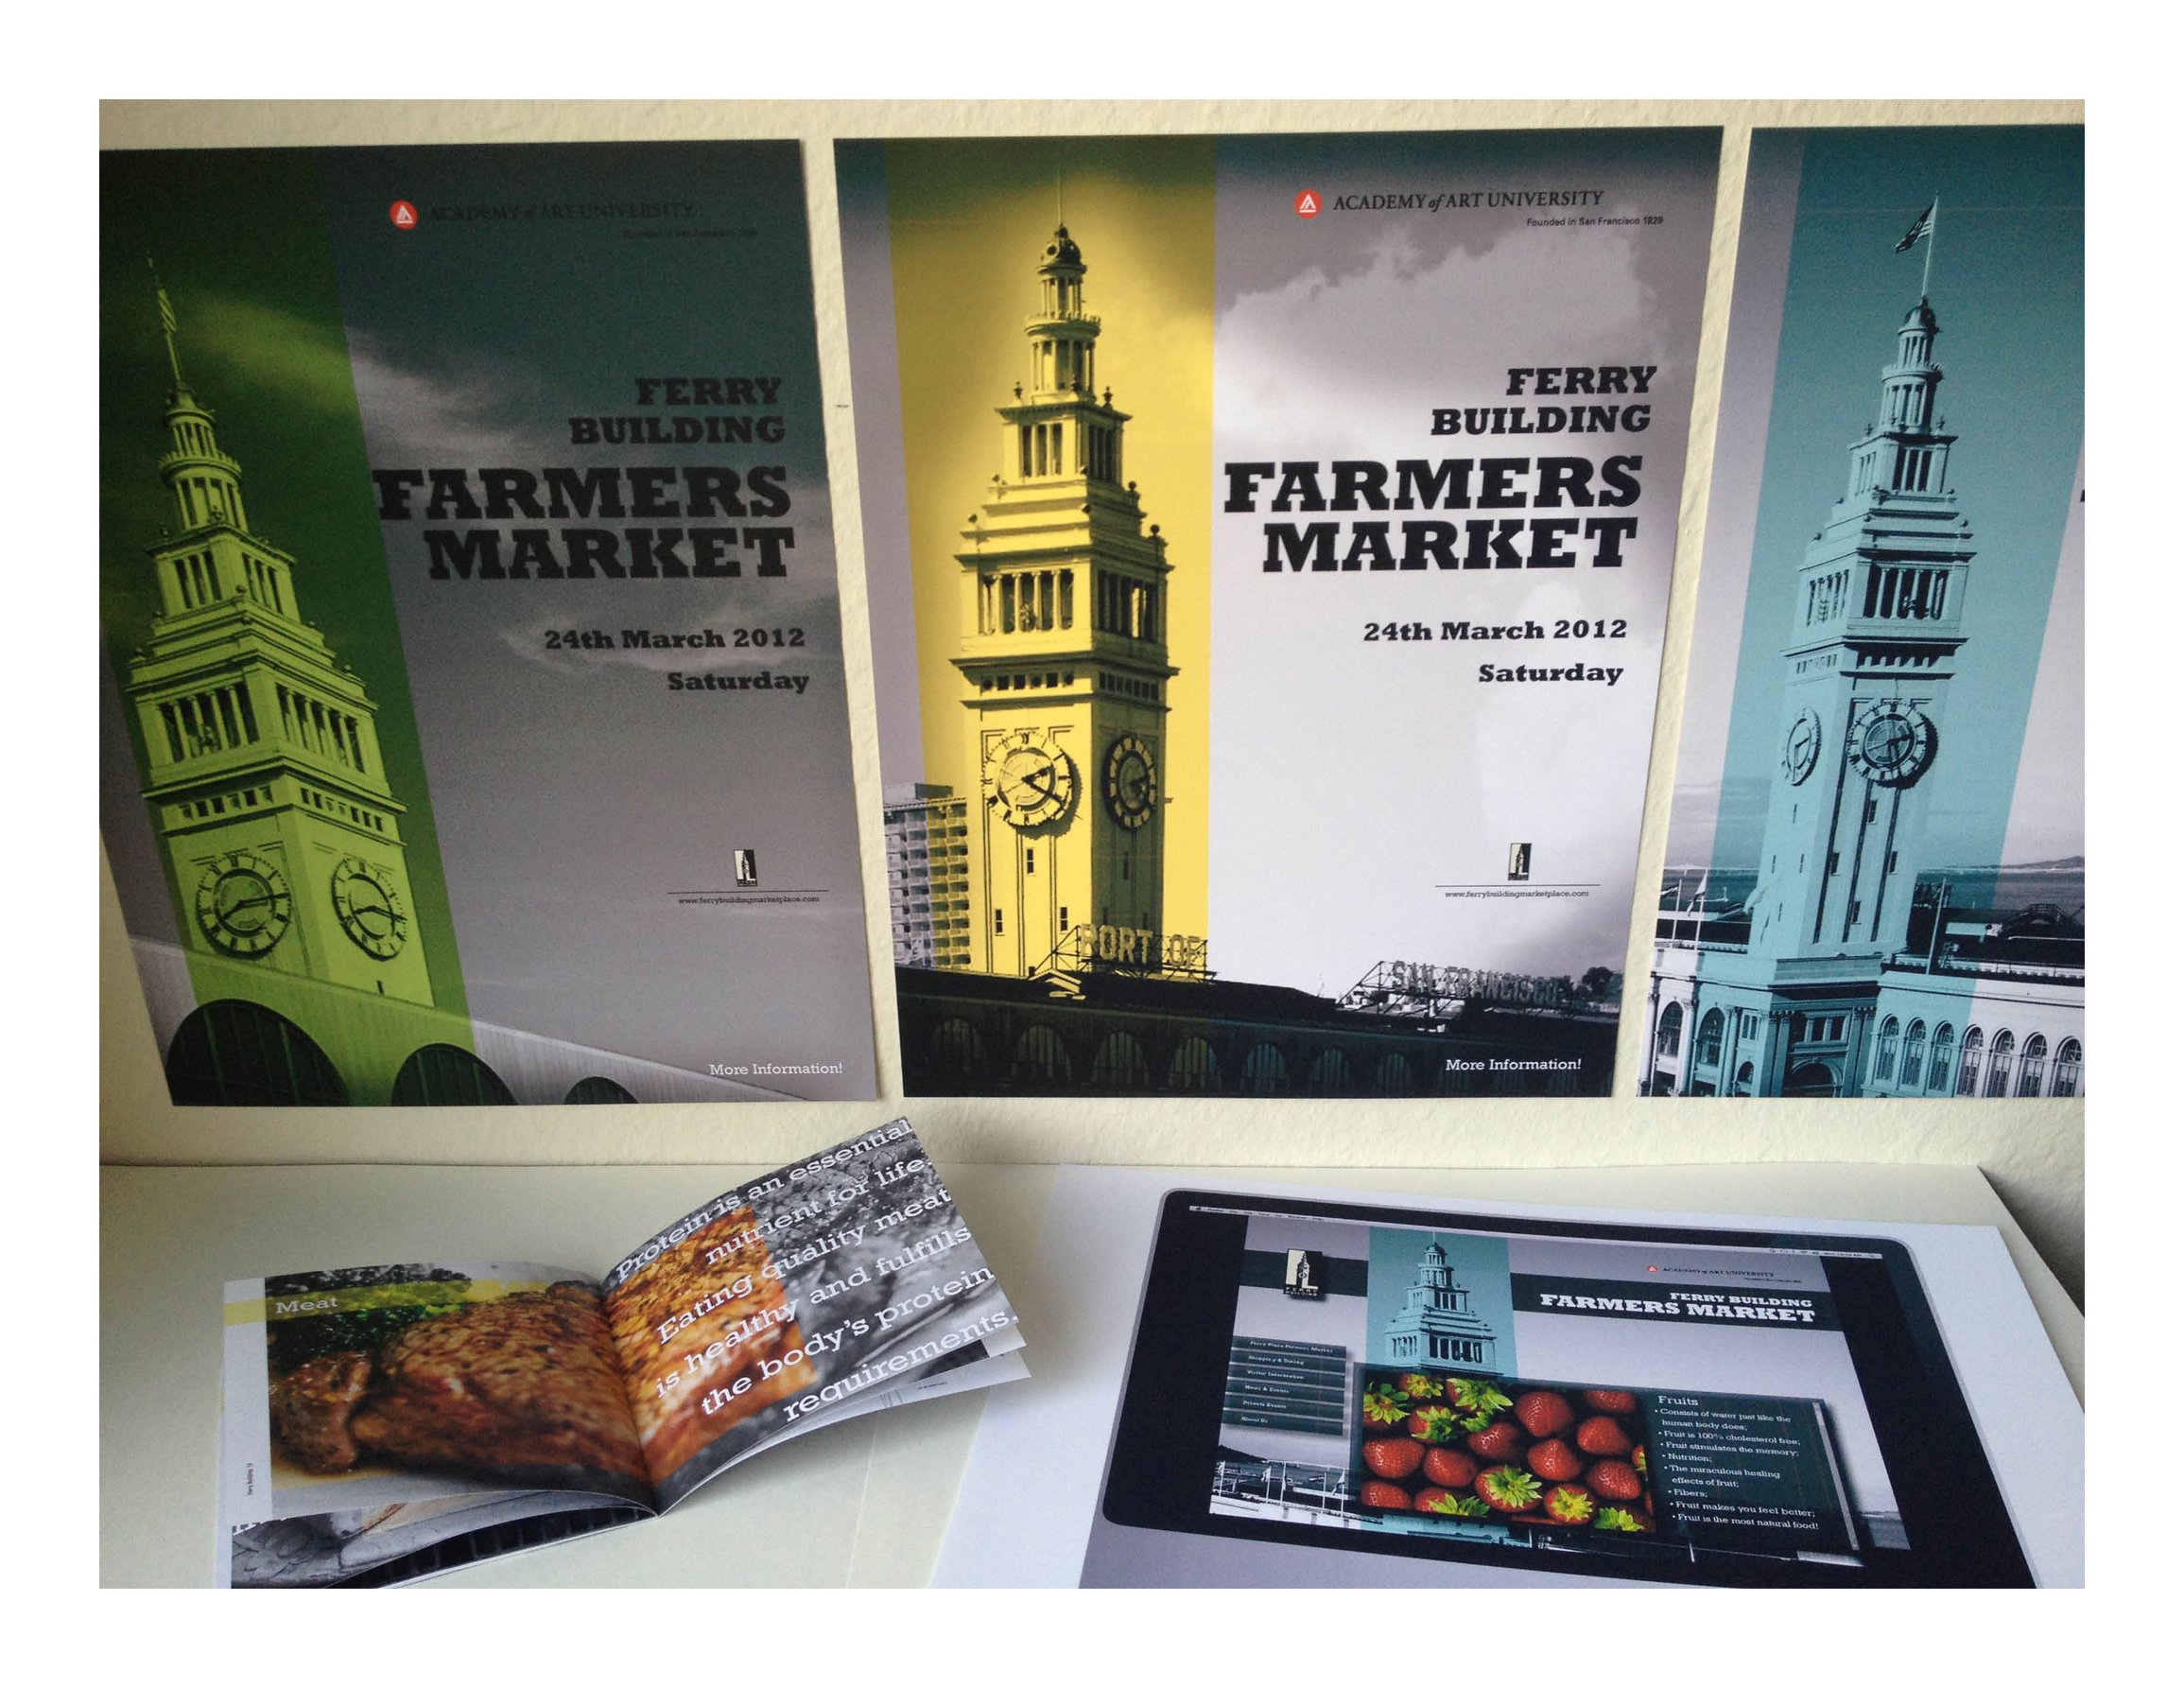 ACADEMY of ART UNIVERSITY
Founded in San Francisco 1929
FERRY
BUILDING
FARMERS
MARKET
24th March 2012
Saturday
www.ferrybuildingmarketplace.com
More Information!
ACADEMY of ART UNIVERSITY
Founded in San Francisco 1929
FERRY
BUILDING
FARMERS
MARKET
24th March 2012
Saturday
PORT OF
SAN FRANCISCO
www.ferrybuildingmarketplace.com
More Information!
Meat
Protein is an essential
nutrient for life.
Eating quality meat
is healthy and fulfills
the body's protein
requirements.
ACADEMY of ART UNIVERSITY
FERRY BUILDING
FARMERS MARKET
Ferry Plaza Farmers Market
Shopping & Dining
Visitor Information
News & Events
Private Events
About Us
Fruits
• Consists of water just like the
human body does;
• Fruit is 100% cholesterol free;
• Fruit stimulates the memory;
• Nutrition;
• The miraculous healing
effects of fruit;
• Fibers;
• Fruit makes you feel better;
• Fruit is the most natural food!